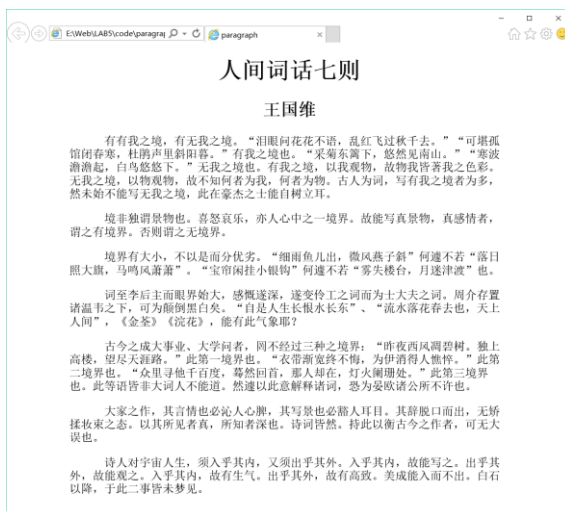 E:\Web\LAB5\code\paragra
paragraph
人间词话七则
王国维
有有我之境，有无我之境。“泪眼问花花不语，乱红飞过秋千去。”“可堪孤
馆闭春寒，杜鹃声里斜阳暮。”有我之境也。“采菊东篱下，悠然见南山。”“寒波
澹澹起，白鸟悠悠下。”无我之境也。有我之境，以我观物，故物我皆著我之色彩。
无我之境，以物观物，故不知何者为我，何者为物。古人为词，写有我之境者为多，
然未始不能写无我之境，此在豪杰之士能自树立耳。
境非独谓景物也。喜怒哀乐，亦人心中之一境界。故能写真景物，真感情者，
谓之有境界。否则谓之无境界。
境界有大小，不以是而分优劣。“细雨鱼儿出，微风燕子斜”何遽不若“落日
照大旗，马鸣风萧萧”。“宝帘闲挂小银钩”何遽不若“雾失楼台，月迷津渡”也。
词至李后主而眼界始大，感慨遂深，遂变伶工之词而为士大夫之词。周介存置
诸温韦之下，可为颠倒黑白矣。“自是人生长恨水长东”、“流水落花春去也，天上
人间”，《金荃》《浣花》，能有此气象耶？
古今之成大事业、大学问者，罔不经过三种之境界：“昨夜西风凋碧树。独上
高楼，望尽天涯路。”此第一境界也。“衣带渐宽终不悔，为伊消得人憔悴。”此第
二境界也。“众里寻他千百度，蓦然回首，那人却在，灯火阑珊处。”此第三境界
也。此等语皆非大词人不能道。然遽以此意解释诸词，恐为晏欧诸公所不许也。
大家之作，其言情也必沁人心脾，其写景也必豁人耳目。其辞脱口而出，无娇
揉妆束之态。以其所见者真，所知者深也。诗词皆然。持此以衡古今之作者，可无大
误也。
诗人对宇宙人生，须入乎其内，又须出乎其外。入乎其内，故能写之。出乎其
外，故能观之。入乎其内，故有生气。出乎其外，故有高致。美成能入而不出。白石
以降，于此二事皆未梦见。